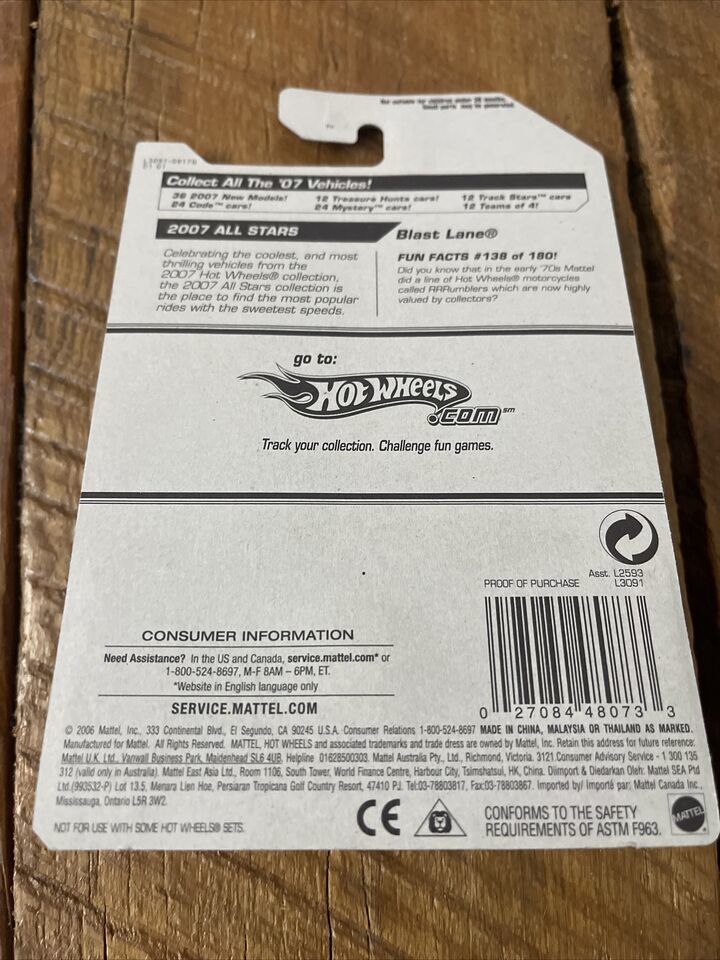 Collect All The '07 Vehicles!
36 2007 New Models! 12 Treasure Hunts cars! 12 Track Stars™ cars
24 Code™ cars! 24 Mystery™ cars! 12 Teams of 4!
2007 ALL STARS
Celebrating the coolest, and most
thrilling vehicles from the
2007 Hot Wheels® collection,
the 2007 All Stars collection is
the place to find the most popular
rides with the sweetest speeds.
Blast Lane®
FUN FACTS #138 of 180!
Did you know that in the early '70s Mattel
did a line of Hot Wheels® motorcycles
called RRRumblers which are now highly
valued by collectors?
go to:
HOT WHEELS
.COM℠
Track your collection. Challenge fun games.
Asst. L2593
PROOF OF PURCHASE L3091
CONSUMER INFORMATION
Need Assistance? In the US and Canada, service.mattel.com* or
1-800-524-8697, M-F 8AM – 6PM, ET.
*Website in English language only
SERVICE.MATTEL.COM
0 27084 48073 3
© 2006 Mattel, Inc., 333 Continental Blvd., El Segundo, CA 90245 U.S.A. Consumer Relations 1-800-524-8697 MADE IN CHINA, MALAYSIA OR THAILAND AS MARKED.
Manufactured for Mattel. All Rights Reserved. MATTEL, HOT WHEELS and associated trademarks and trade dress are owned by Mattel, Inc. Retain this address for future reference:
Mattel U.K. Ltd., Vanwall Business Park, Maidenhead SL6 4UB. Helpline 01628500303. Mattel Australia Pty., Ltd., Richmond, Victoria. 3121.Consumer Advisory Service - 1 300 135
312 (valid only in Australia). Mattel East Asia Ltd., Room 1106, South Tower, World Finance Centre, Harbour City, Tsimshatsui, HK, China. Diimport & Diedarkan Oleh: Mattel SEA Ptd
Ltd.(993532-P) Lot 13.5, Menara Lien Hoe, Persiaran Tropicana Golf Country Resort, 47410 PJ. Tel:03-78803817, Fax:03-78803867. Imported by/ Importé par: Mattel Canada Inc.,
Mississauga, Ontario L5R 3W2.
NOT FOR USE WITH SOME HOT WHEELS® SETS.
CE
CONFORMS TO THE SAFETY
REQUIREMENTS OF ASTM F963.
MATTEL